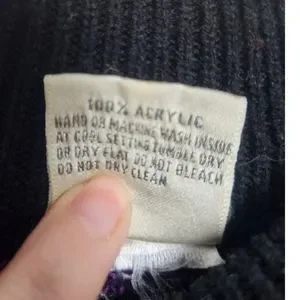 100% ACRYLIC
HAND OR MACHINE WASH INSIDE
AT COOL SETTING TUMBLE DRY
OR DRY FLAT DO NOT BLEACH
DO NOT DRY CLEAN